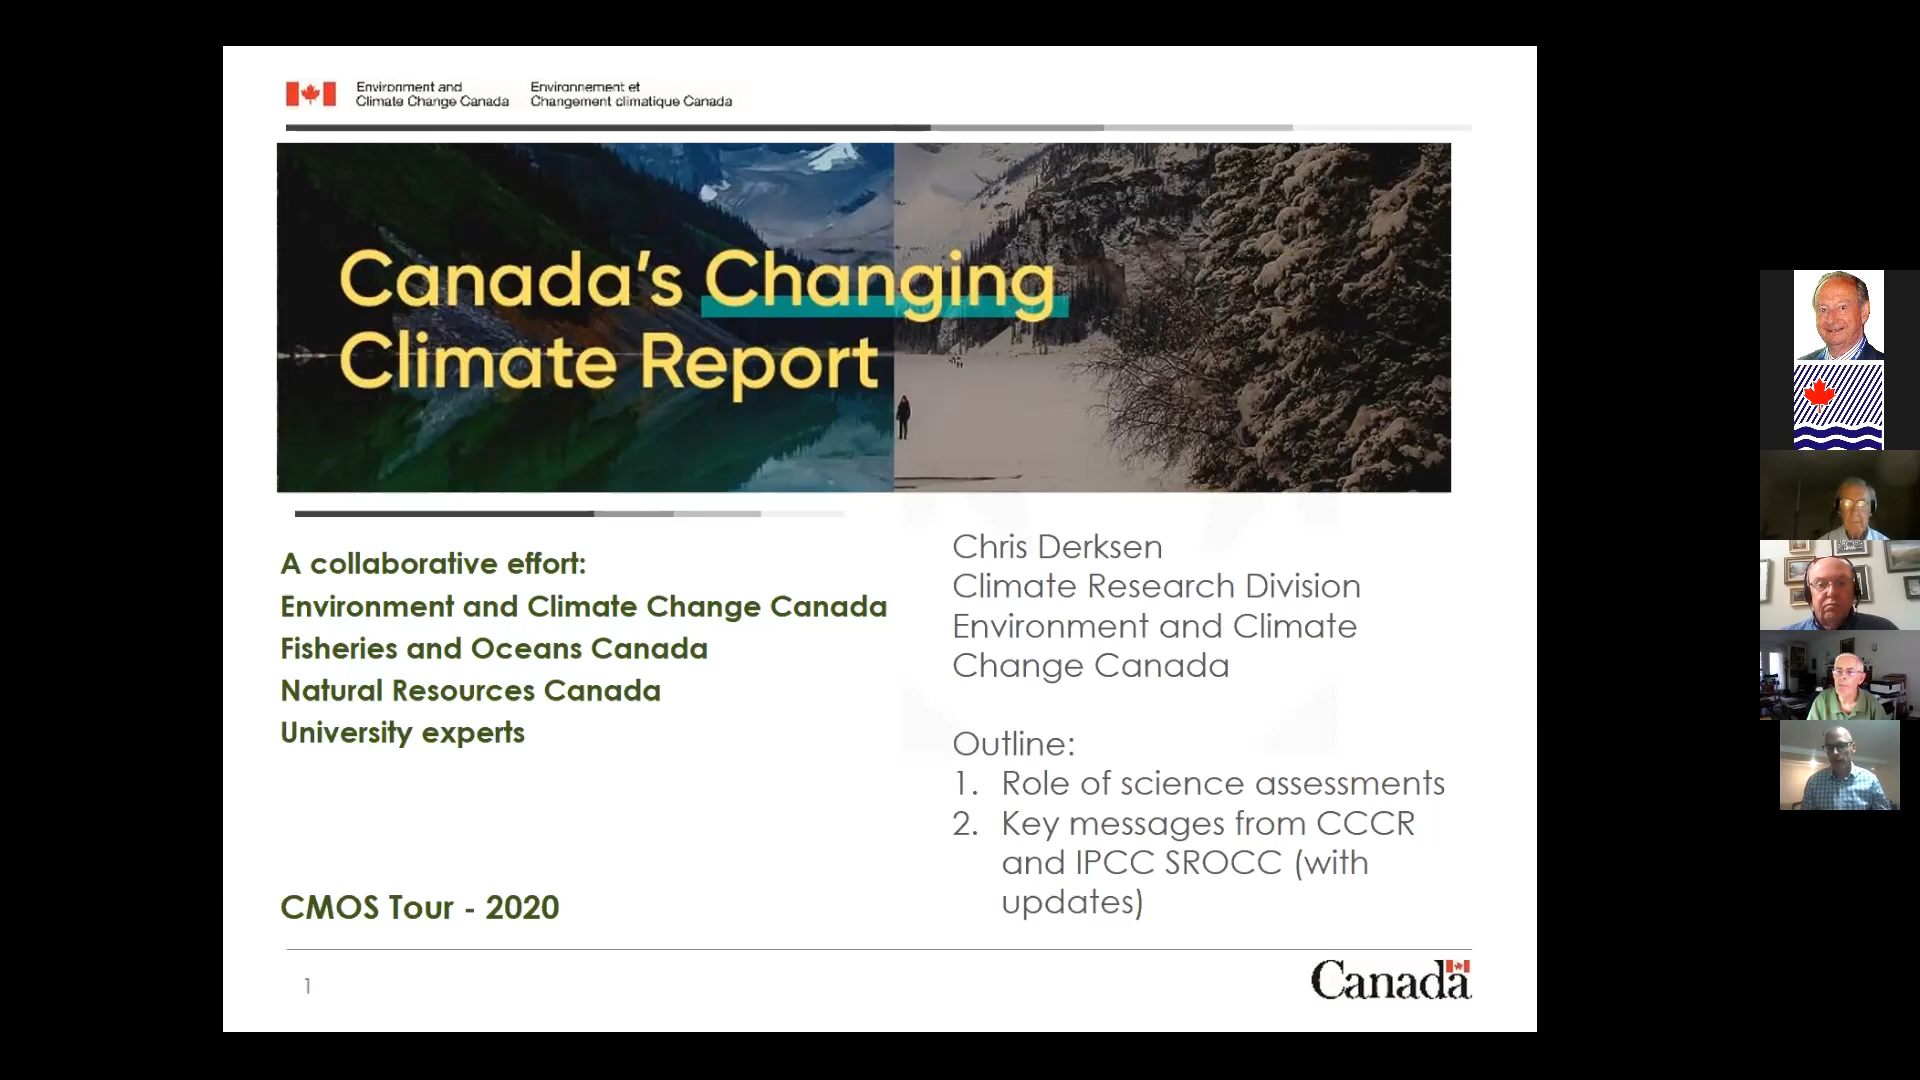 Environment and
Climate Change Canada
Environnement et
Changement climatique Canada
Canada's Changing
Climate Report
A collaborative effort:
Environment and Climate Change Canada
Fisheries and Oceans Canada
Natural Resources Canada
University experts
CMOS Tour - 2020
Chris Derksen
Climate Research Division
Environment and Climate
Change Canada
Outline:
1. Role of science assessments
2. Key messages from CCCR
and IPCC SROCC (with
updates)
1
Canada